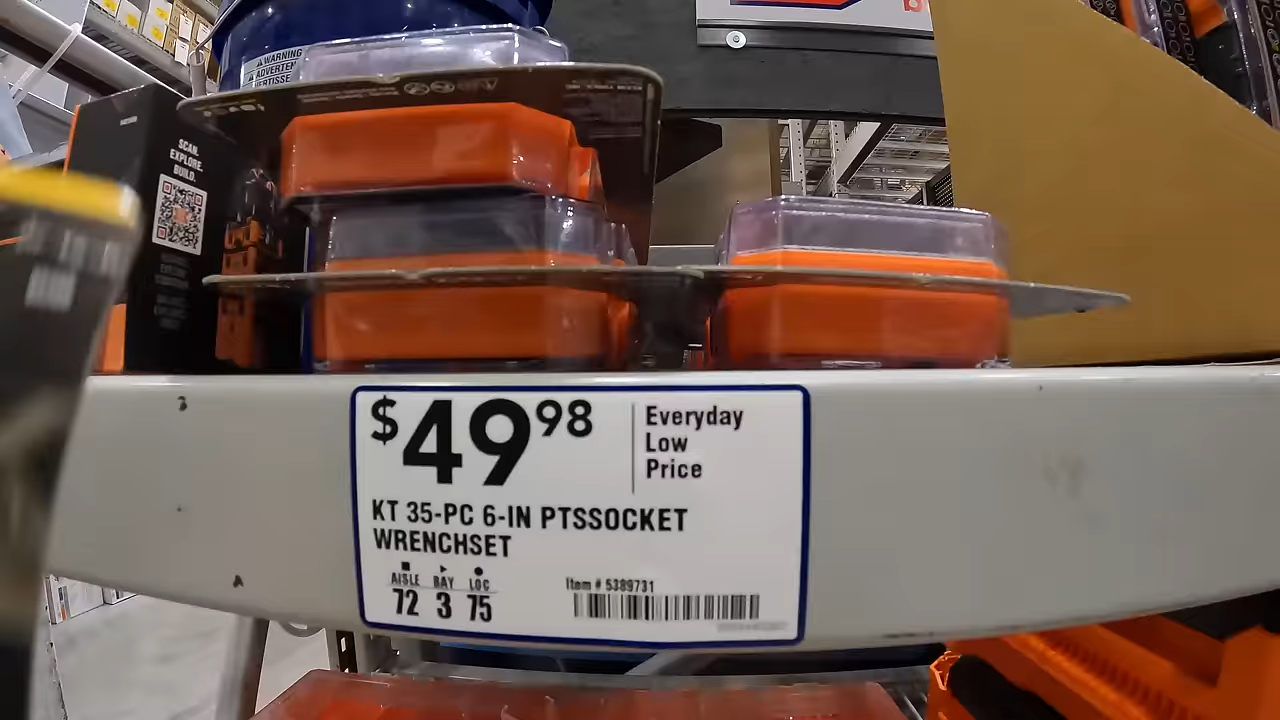 WARNING
SCAN.
EXPLORE.
BUILD.
$49.98
Everyday
Low
Price
KT 35-PC 6-IN PTSSOCKET
WRENCHSET
AISLE BAY LOC
72 3 75
Item # 5389731